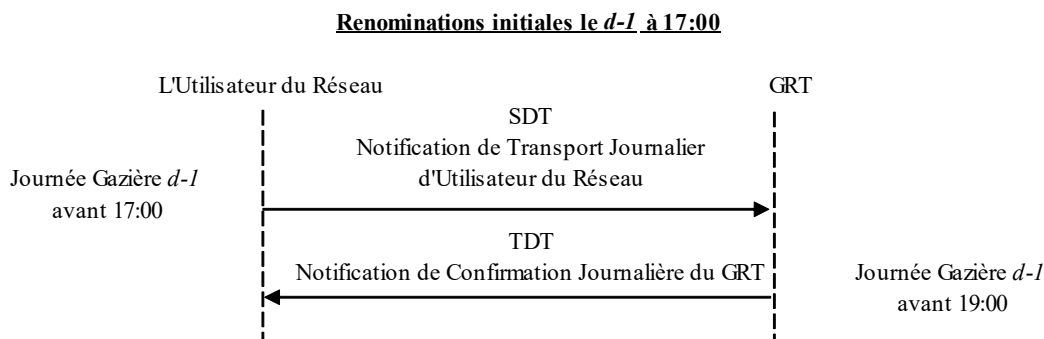 Renominations initiales le d-1 à 17:00
L'Utilisateur du Réseau
GRT
SDT
Notification de Transport Journalier
d'Utilisateur du Réseau
Journée Gazière d-1
avant 17:00
TDT
Notification de Confirmation Journalière du GRT
Journée Gazière d-1
avant 19:00